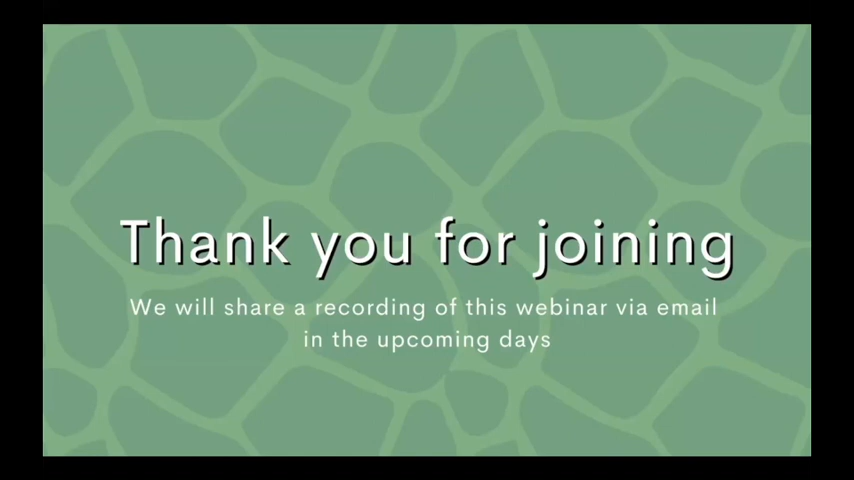 Thank you for joining
We will share a recording of this webinar via email
in the upcoming days